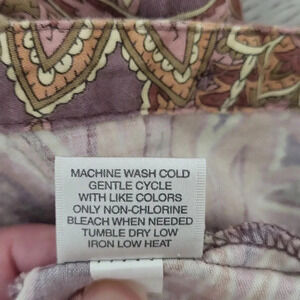 MACHINE WASH COLD
GENTLE CYCLE
WITH LIKE COLORS
ONLY NON-CHLORINE
BLEACH WHEN NEEDED
TUMBLE DRY LOW
IRON LOW HEAT